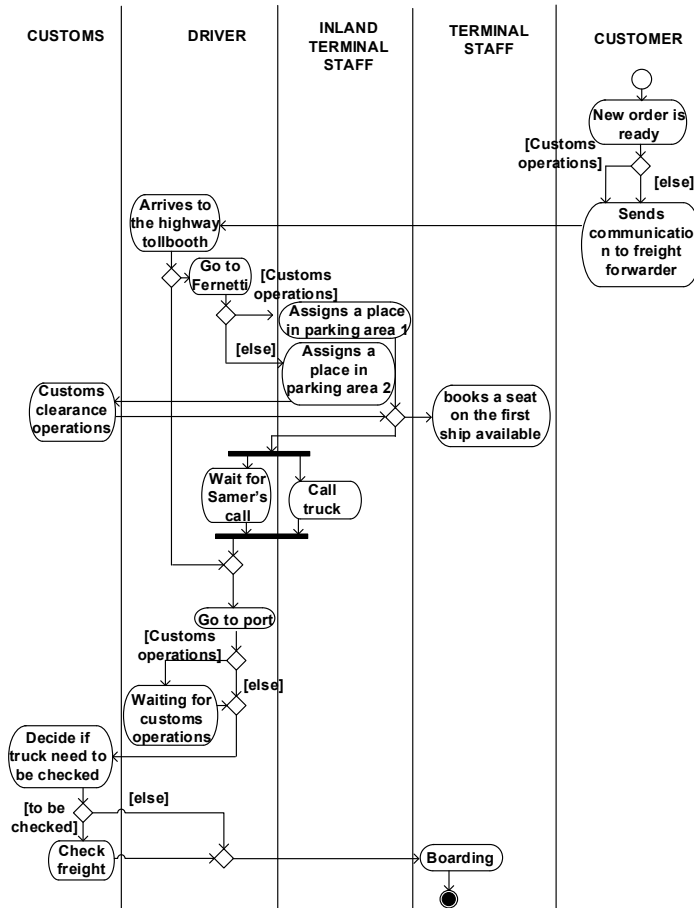 CUSTOMS
DRIVER
INLAND
TERMINAL
STAFF
TERMINAL
STAFF
CUSTOMER
New order is
ready
[Customs
operations]
[else]
Sends
communicatio
n to freight
forwarder
Arrives to
the highway
tollbooth
Go to
Fernetti
[Customs
operations]
Assigns a place
in parking area 1
[else]
Assigns a
place in
parking area 2
Customs
clearance
operations
books a seat
on the first
ship available
Wait for
Samer's
call
Call
truck
Go to port
[Customs
operations]
[else]
Waiting for
customs
operations
Decide if
truck need to
be checked
[to be
checked]
[else]
Check
freight
Boarding